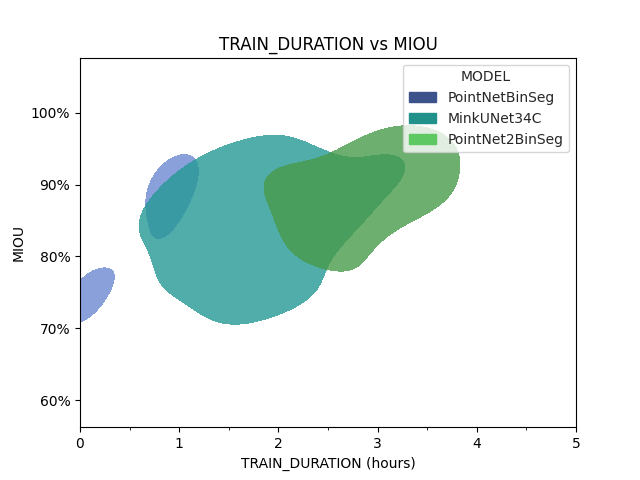 TRAIN_DURATION vs MIOU
MODEL
PointNetBinSeg
MinkUNet34C
PointNet2BinSeg
100%
90%
80%
70%
60%
MIOU
0 1 2 3 4 5
TRAIN_DURATION (hours)